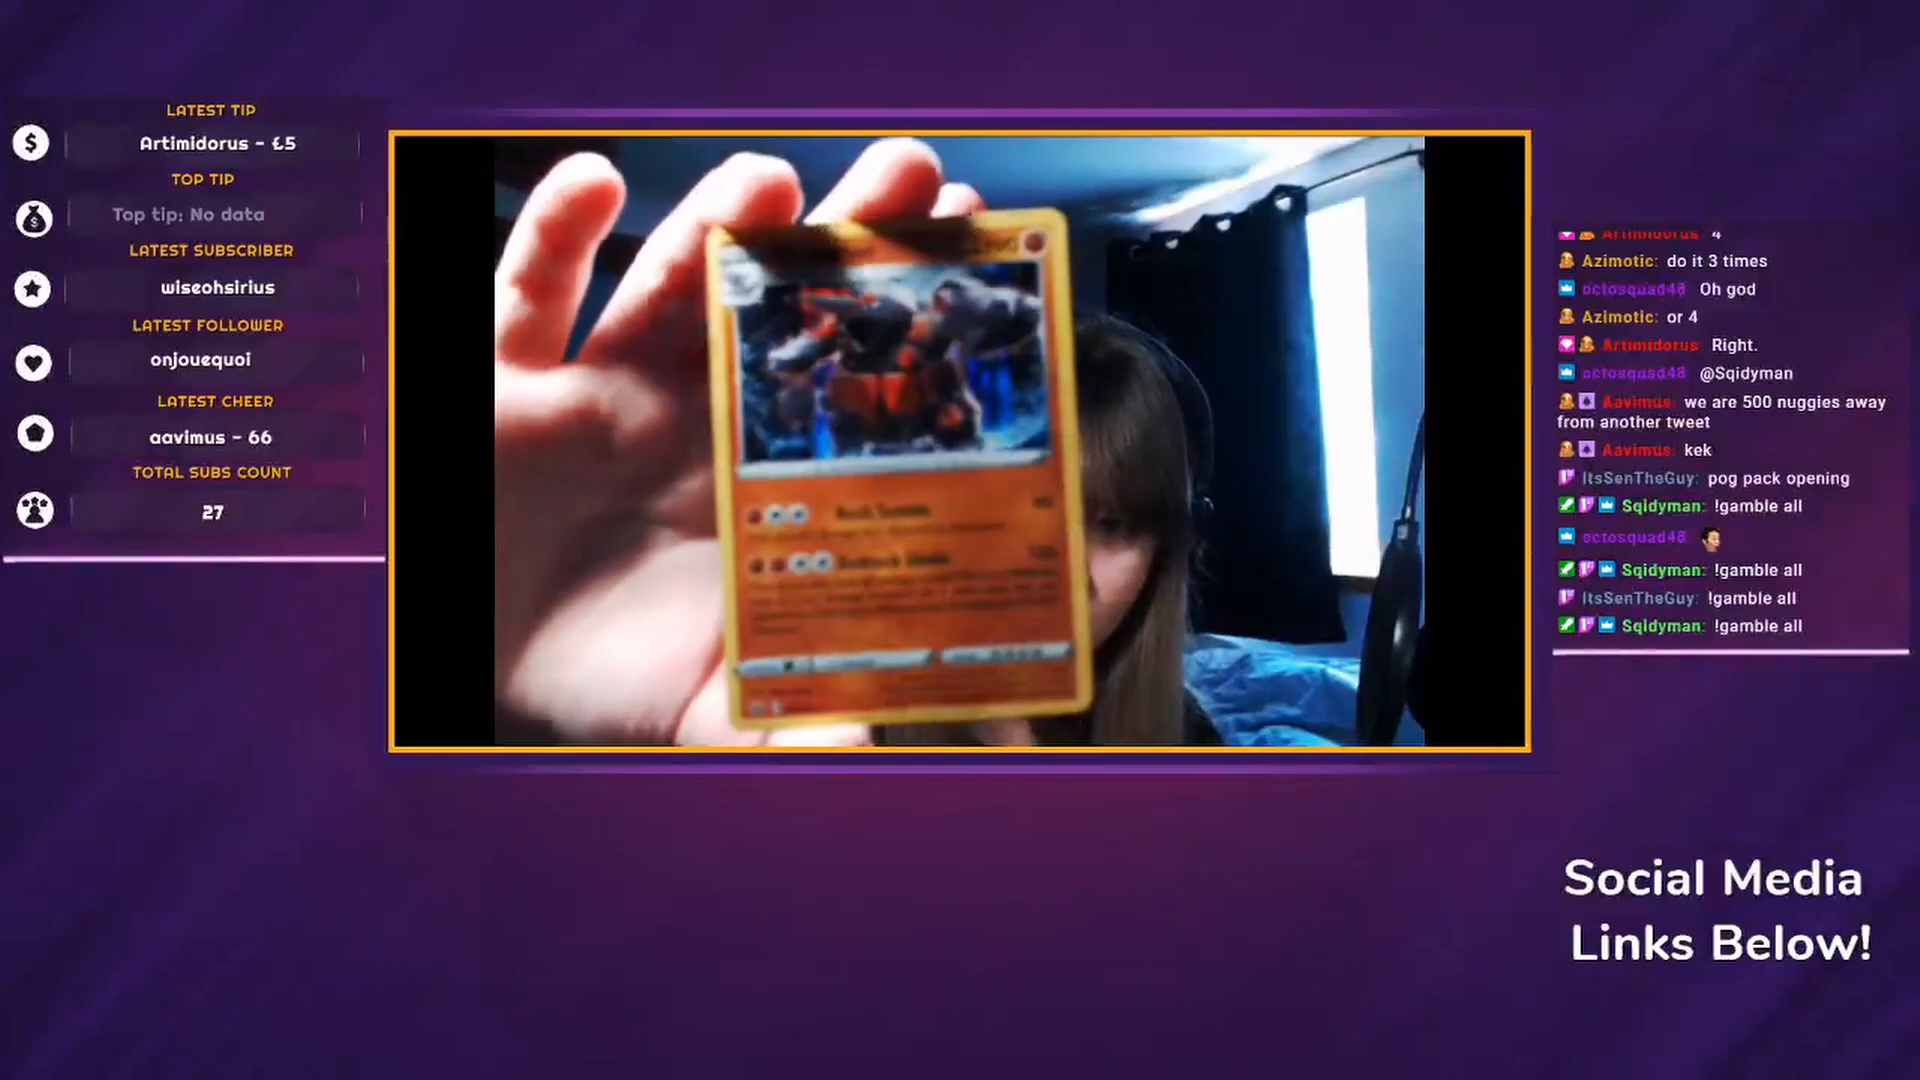 LATEST TIP
Artimidorus - £5
TOP TIP
Top tip: No data
LATEST SUBSCRIBER
wiseohsirius
LATEST FOLLOWER
onjouequoi
LATEST CHEER
aavimus - 66
TOTAL SUBS COUNT
27
Artimidorus 4
Azimotic: do it 3 times
octosquad48 Oh god
Azimotic: or 4
Artimidorus Right.
octosquad48 @Sqidyman
Aavimus: we are 500 nuggies away
from another tweet
Aavimus: kek
ItsSenTheGuy: pog pack opening
Sqidyman: !gamble all
octosquad48
Sqidyman: !gamble all
ItsSenTheGuy: !gamble all
Sqidyman: !gamble all
Social Media
Links Below!